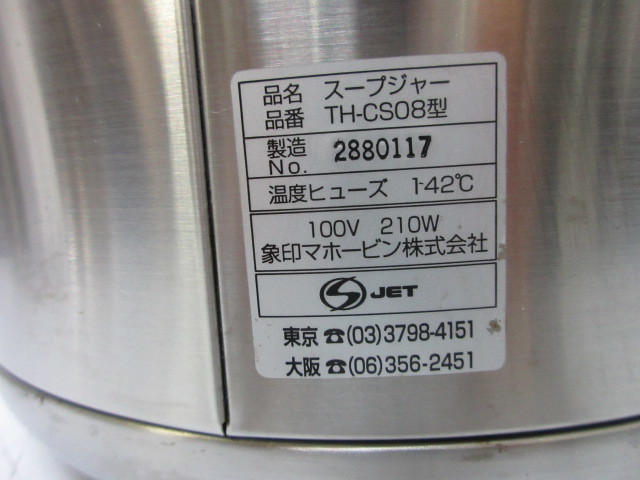 品名 スープジャー
品番 TH-CS08型
製造No. 2880117
温度ヒューズ 142℃
100V 210W
象印マホービン株式会社
JET
東京☎(03)3798-4151
大阪☎(06)356-2451